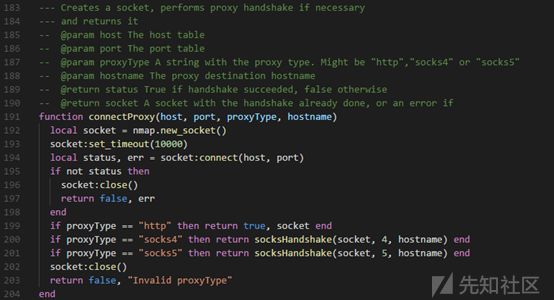 183 --- Creates a socket, performs proxy handshake if necessary
184 --- and returns it
185 --  @param host The host table
186 --  @param port The port table
187 --  @param proxyType A string with the proxy type. Might be "http","socks4" or "socks5"
188 --  @param hostname The proxy destination hostname
189 --  @return status True if handshake succeeded, false otherwise
190 --  @return socket A socket with the handshake already done, or an error if
191 function connectProxy(host, port, proxyType, hostname)
192   local socket = nmap.new_socket()
193   socket:set_timeout(10000)
194   local status, err = socket:connect(host, port)
195   if not status then
196     socket:close()
197     return false, err
198   end
199   if proxyType == "http" then return true, socket end
200   if proxyType == "socks4" then return socksHandshake(socket, 4, hostname) end
201   if proxyType == "socks5" then return socksHandshake(socket, 5, hostname) end
202   socket:close()
203   return false, "Invalid proxyType"
204 end
先知社区